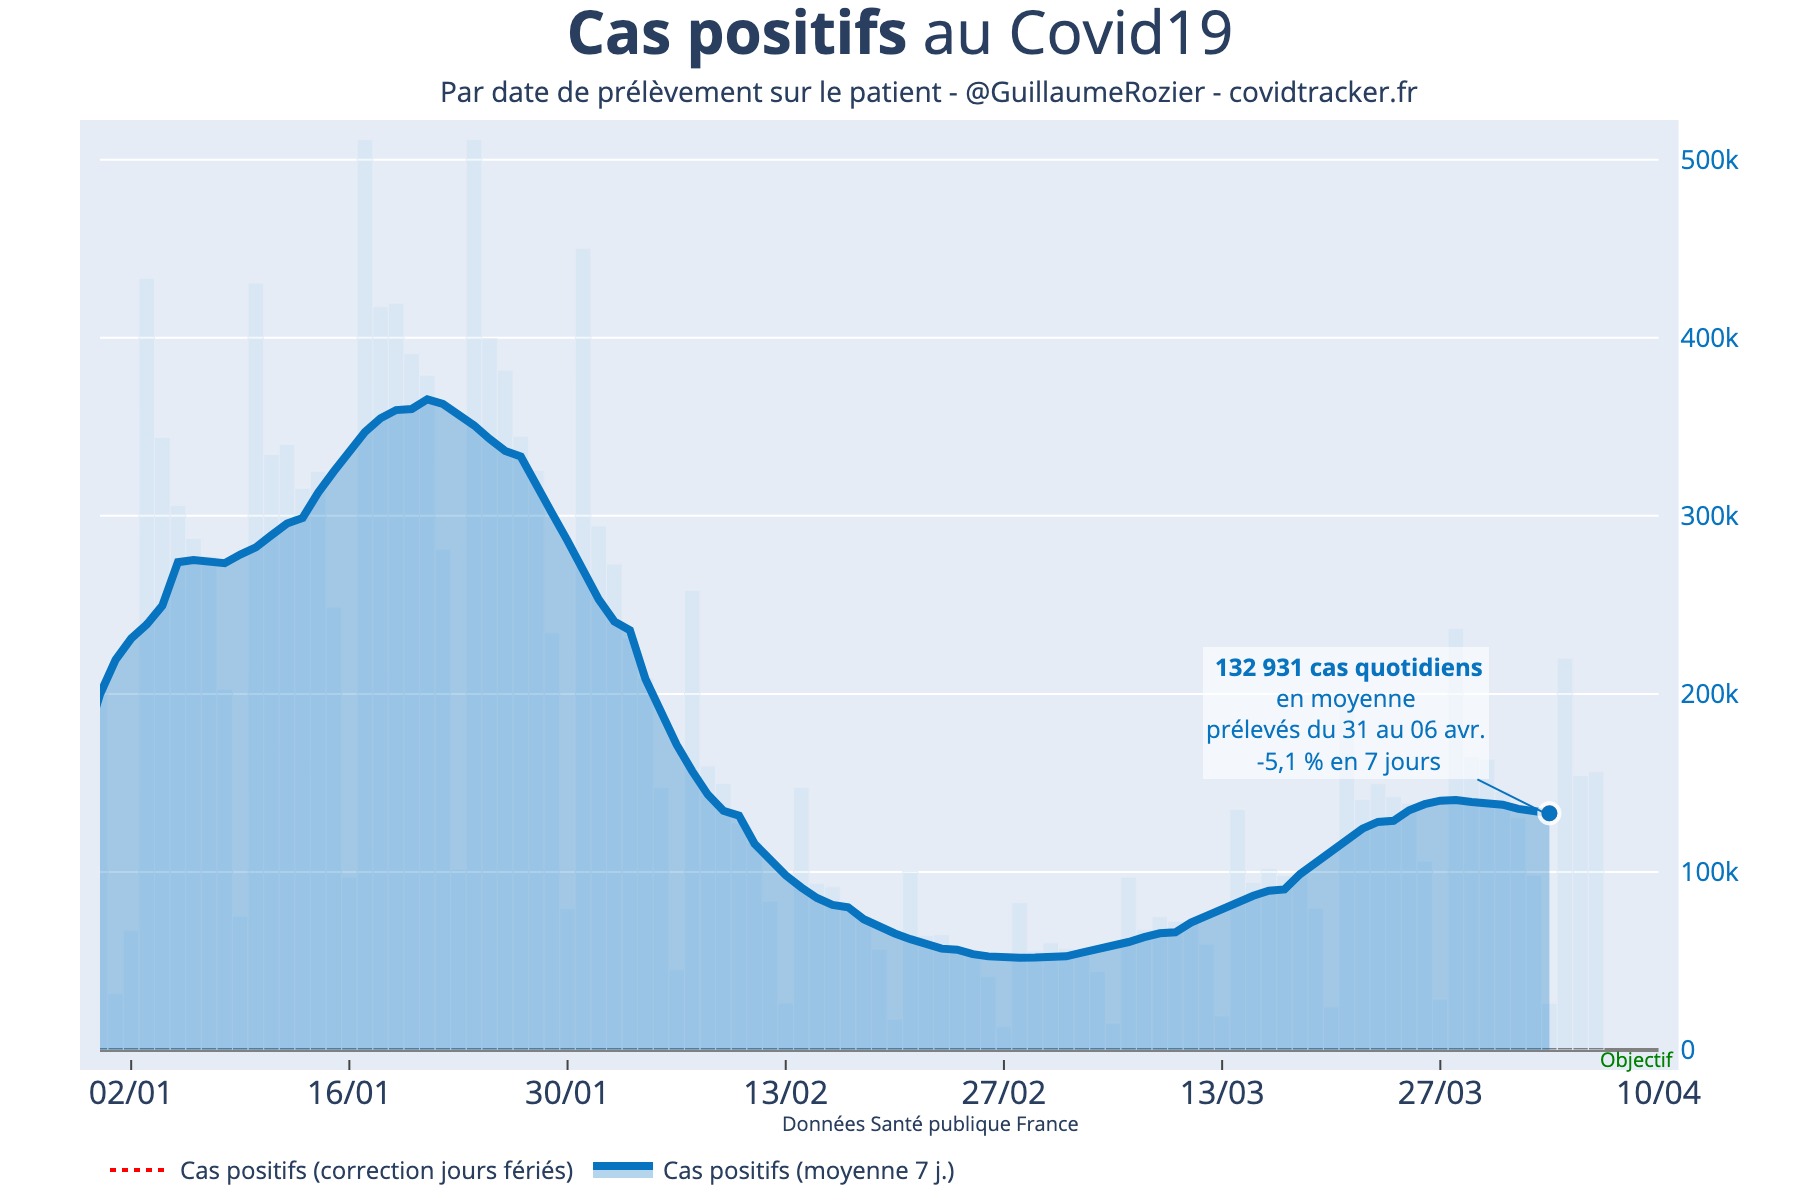 Cas positifs au Covid19
Par date de prélèvement sur le patient - @GuillaumeRozier - covidtracker.fr
500k
400k
300k
132 931 cas quotidiens
en moyenne
prélevés du 31 au 06 avr.
-5,1 % en 7 jours
200k
100k
0
Objectif
02/01 16/01 30/01 13/02 27/02 13/03 27/03 10/04
Données Santé publique France
Cas positifs (correction jours fériés) Cas positifs (moyenne 7 j.)